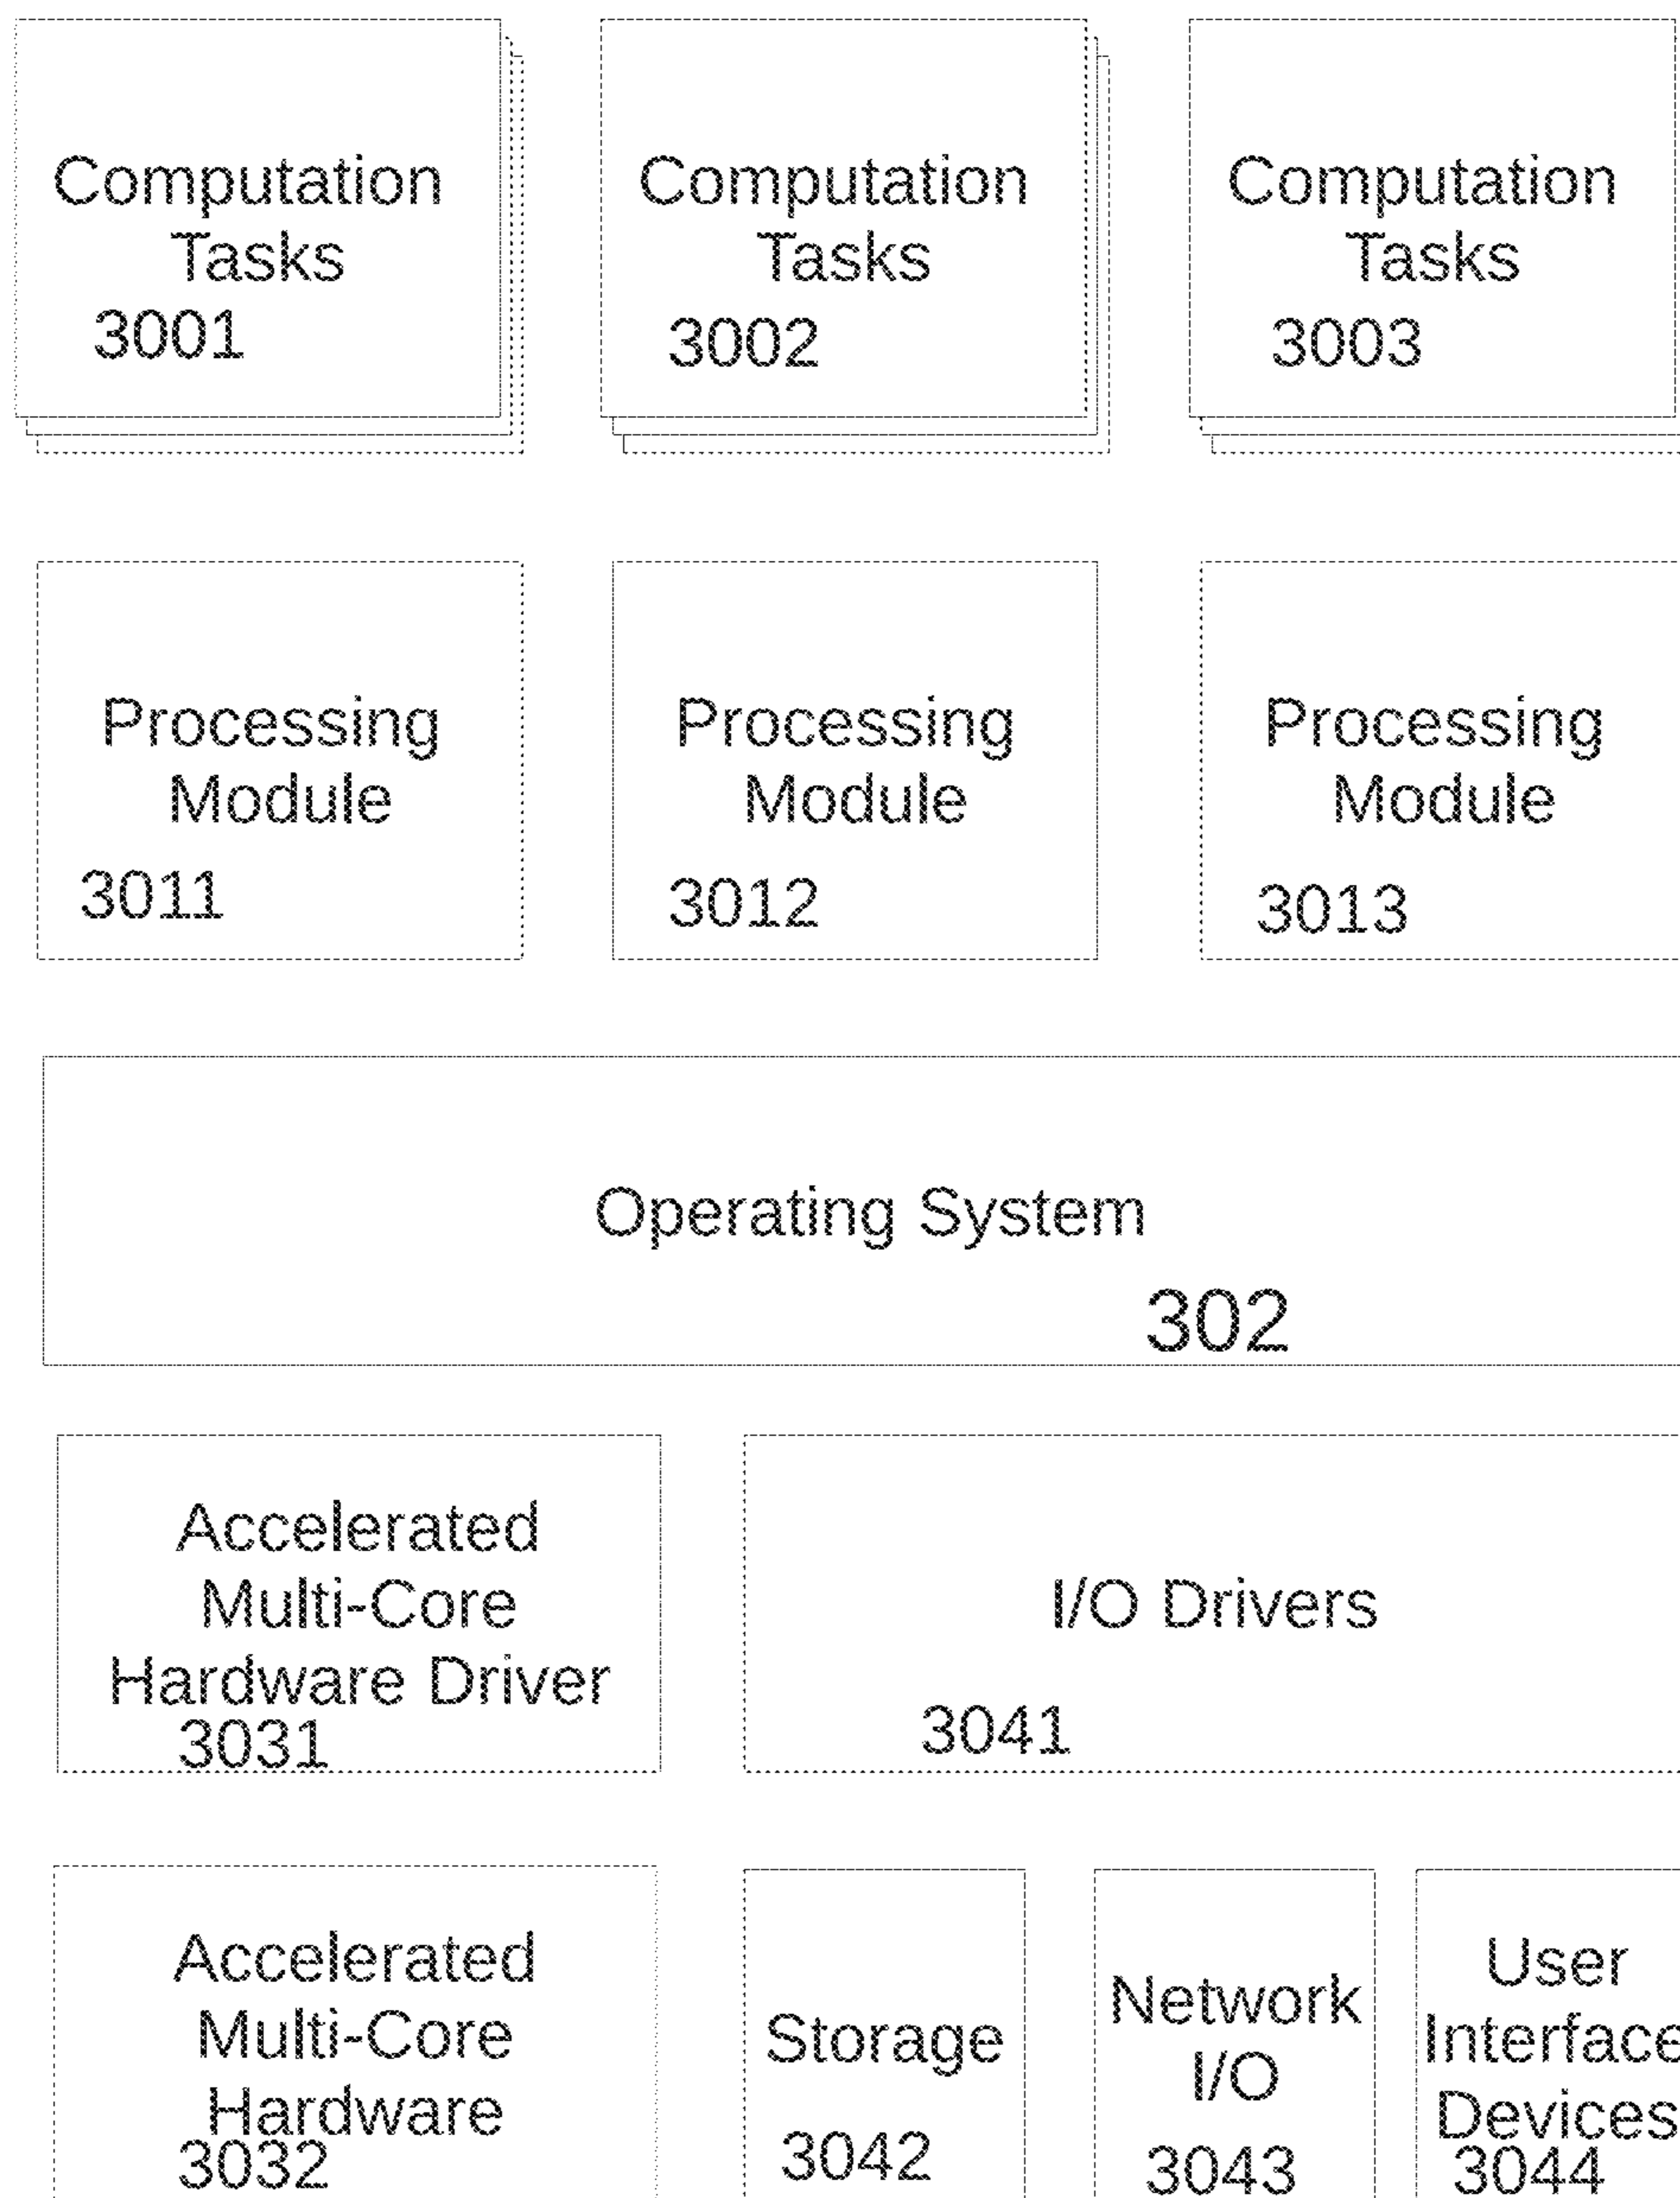 Computation
Tasks
3001
Computation
Tasks
3002
Computation
Tasks
3003
Processing
Module
3011
Processing
Module
3012
Processing
Module
3013
Operating System
302
Accelerated
Multi-Core
Hardware Driver
3031
I/O Drivers
3041
Accelerated
Multi-Core
Hardware
3032
Storage
3042
Network
I/O
3043
User
Interface
Devices
3044